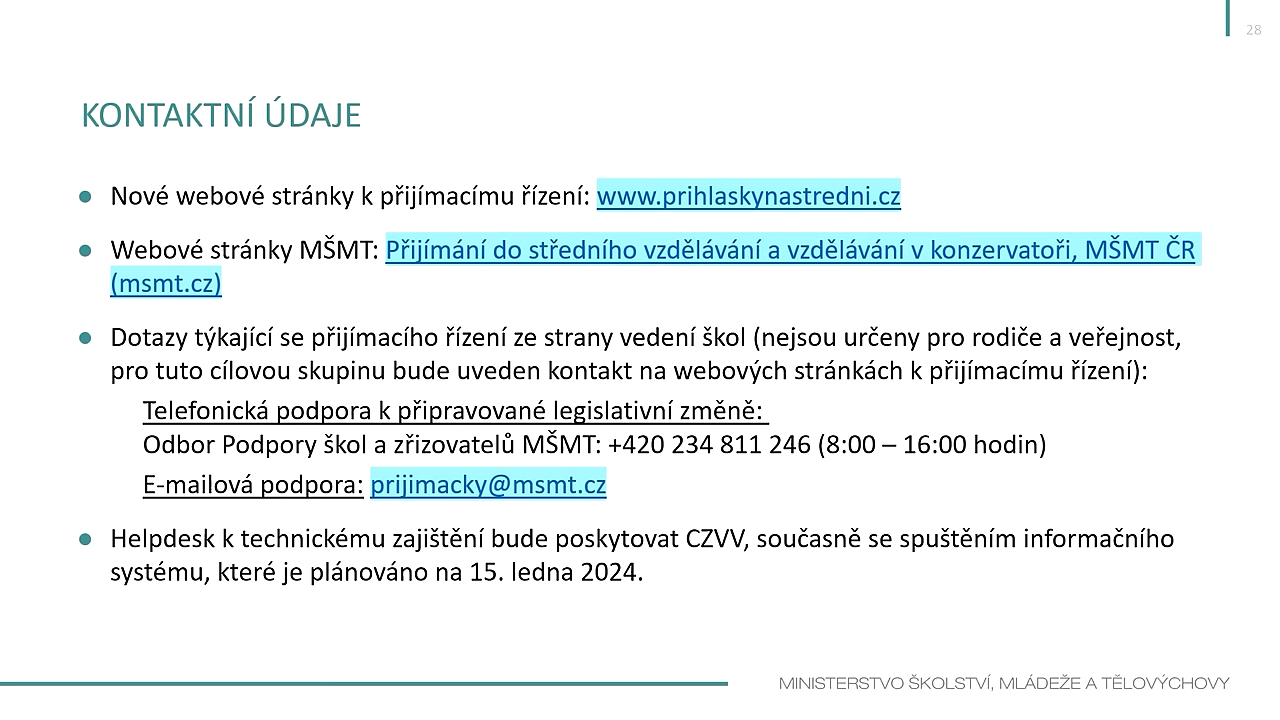 28
KONTAKTNÍ ÚDAJE
● Nové webové stránky k přijímacímu řízení: www.prihlaskynastredni.cz
● Webové stránky MŠMT: Přijímání do středního vzdělávání a vzdělávání v konzervatoři, MŠMT ČR
(msmt.cz)
● Dotazy týkající se přijímacího řízení ze strany vedení škol (nejsou určeny pro rodiče a veřejnost,
pro tuto cílovou skupinu bude uveden kontakt na webových stránkách k přijímacímu řízení):
Telefonická podpora k připravované legislativní změně:
Odbor Podpory škol a zřizovatelů MŠMT: +420 234 811 246 (8:00 – 16:00 hodin)
E-mailová podpora: prijimacky@msmt.cz
● Helpdesk k technickému zajištění bude poskytovat CZVV, současně se spuštěním informačního
systému, které je plánováno na 15. ledna 2024.
MINISTERSTVO ŠKOLSTVÍ, MLÁDEŽE A TĚLOVÝCHOVY